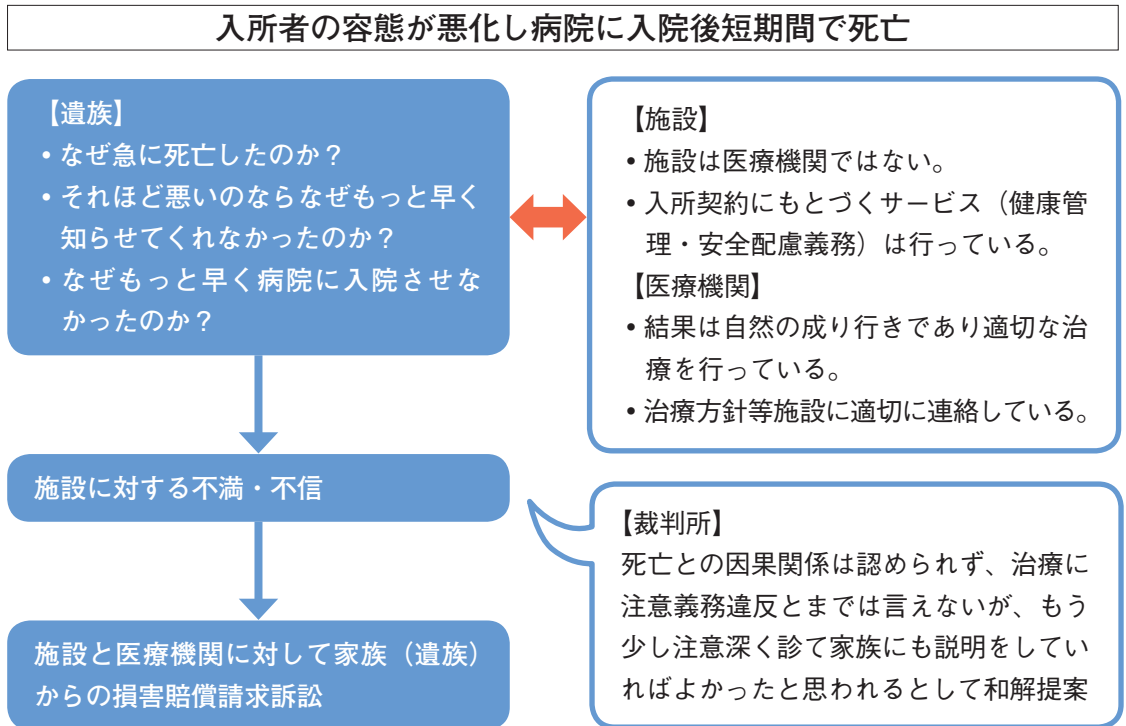 入所者の容態が悪化し病院に入院後短期間で死亡
【遺族】
•なぜ急に死亡したのか？
•それほど悪いのならなぜもっと早く
知らせてくれなかったのか？
•なぜもっと早く病院に入院させな
かったのか？
【施設】
•施設は医療機関ではない。
•入所契約にもとづくサービス（健康管
理・安全配慮義務）は行っている。
【医療機関】
•結果は自然の成り行きであり適切な治
療を行っている。
•治療方針等施設に適切に連絡している。
施設に対する不満・不信
【裁判所】
死亡との因果関係は認められず、治療に
注意義務違反とまでは言えないが、もう
少し注意深く診て家族にも説明をしてい
ればよかったと思われるとして和解提案
施設と医療機関に対して家族（遺族）
からの損害賠償請求訴訟